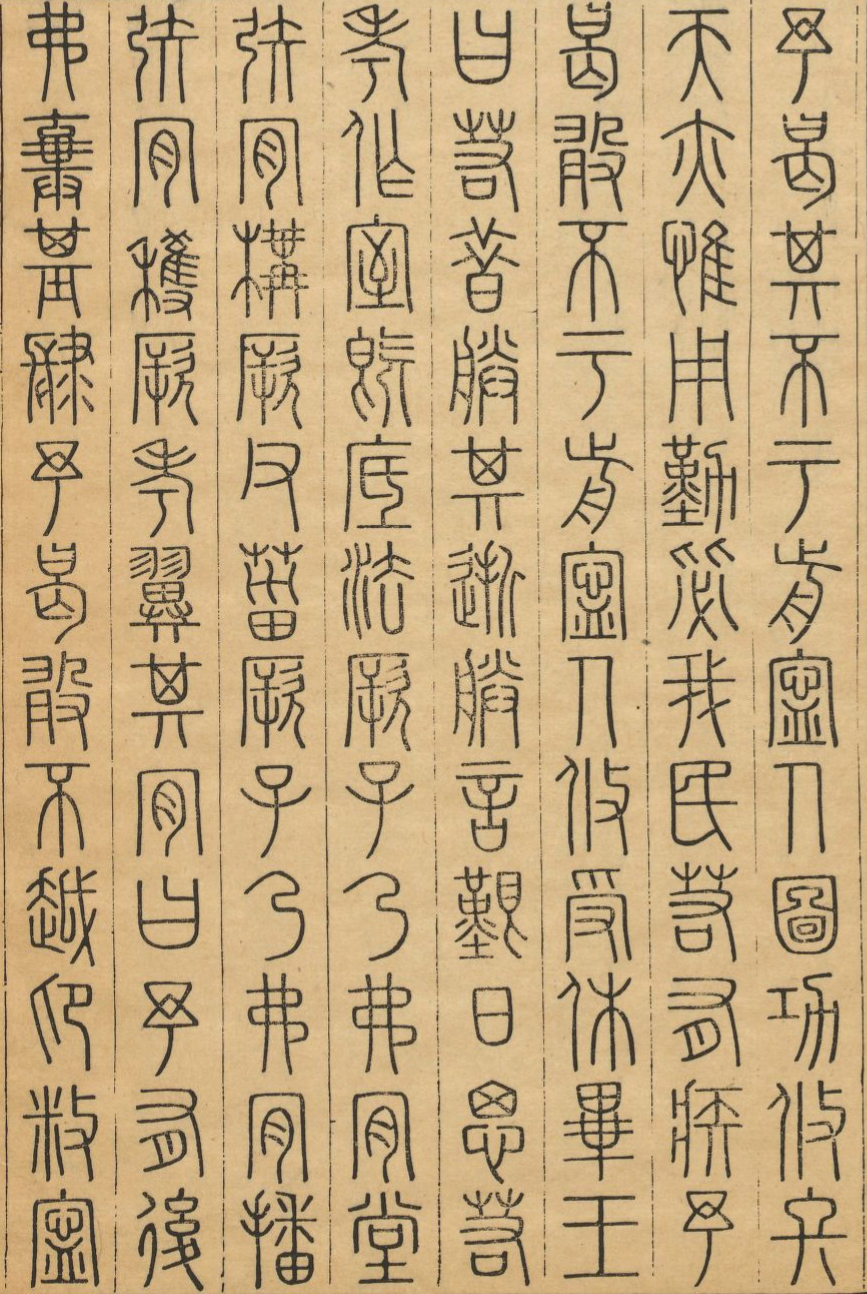 予曷其不于前寧人圖功攸終
天亦惟用勤毖我民若有疾予
曷敢不于前寧人攸受休畢王
曰若昔朕其逝朕言艱日思若
考作室既厎法厥子乃弗肯堂
矧肯構厥父菑厥子乃弗肯播
矧肯穫厥考翼其肯曰予有後
弗棄基肆予曷敢不越卬敉寧